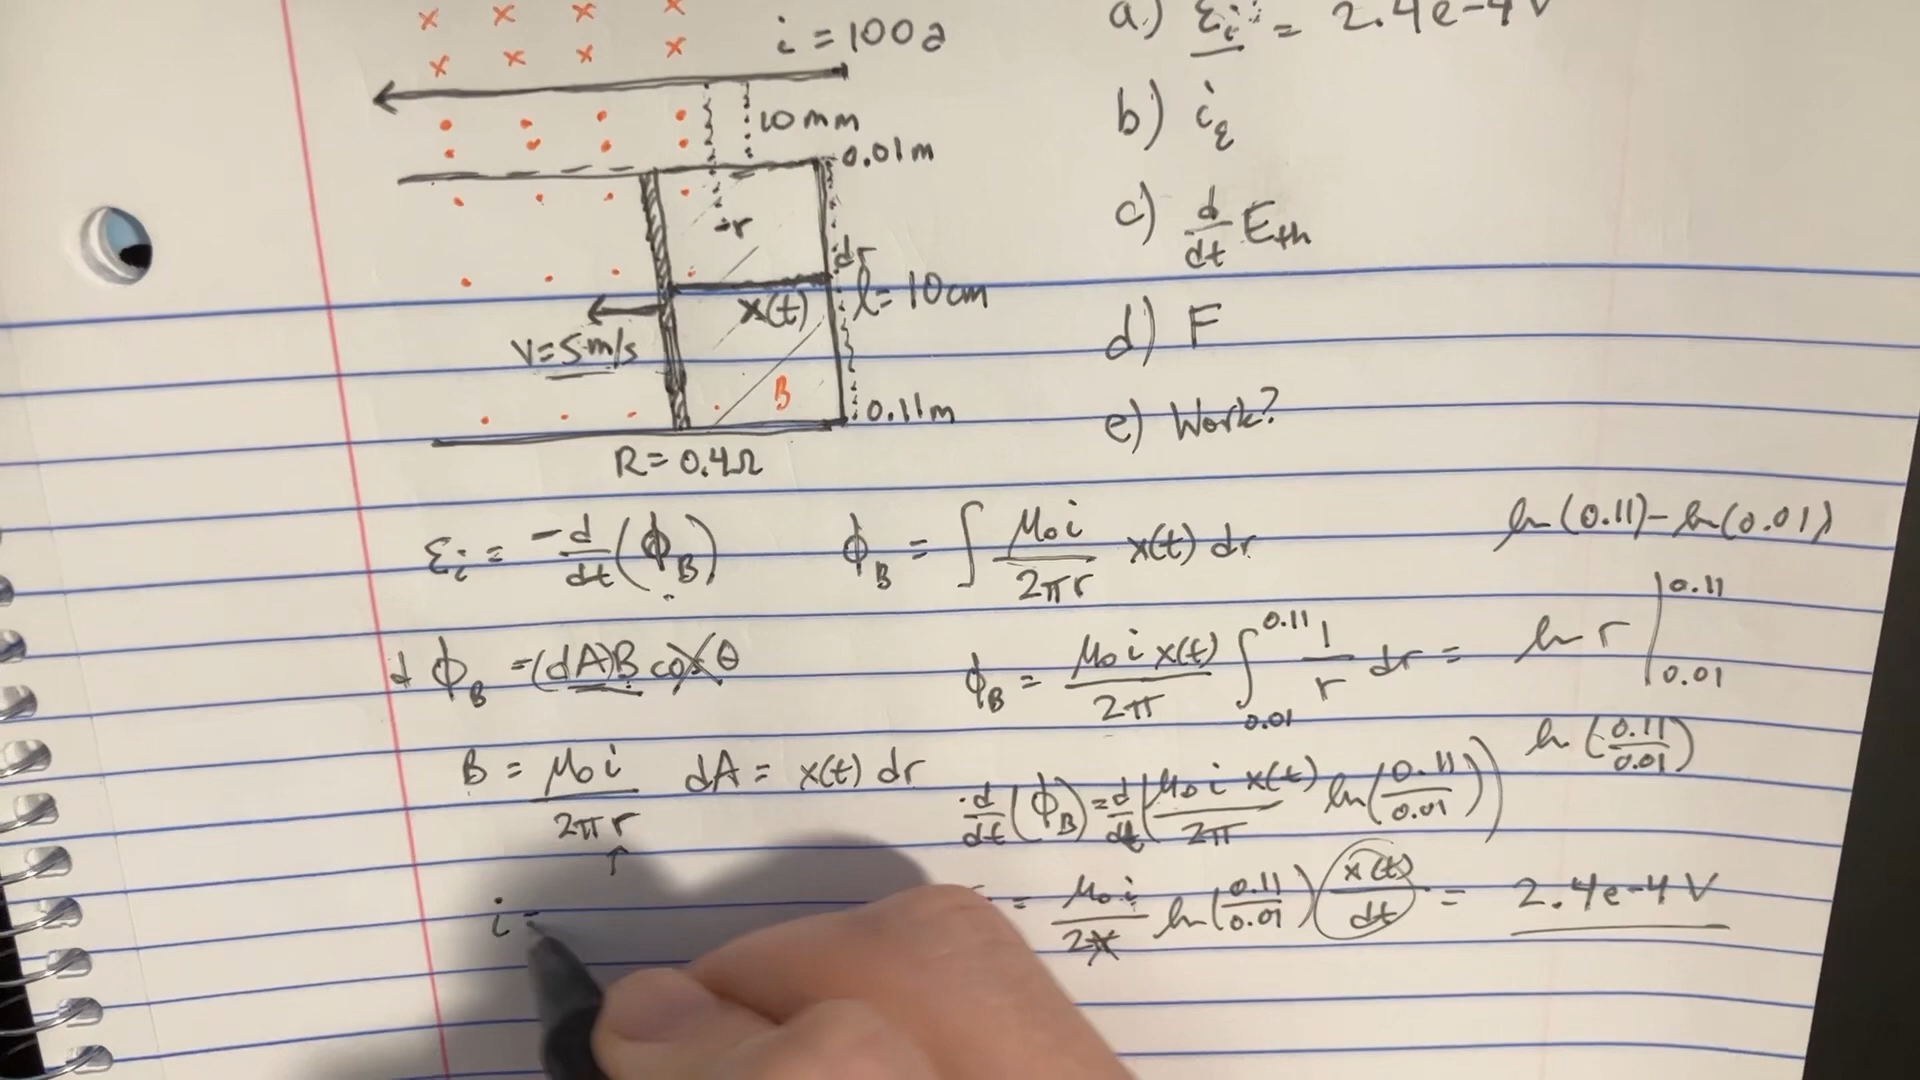 i = 100a
10mm
0.01m
r
dr
x(t)
l = 10cm
V = 5m/s
B
0.11m
R = 0.4Ω
a) εi = 2.4e-4 V
b) iε
c) d/dt Eth
d) F
e) Work?
εi = -d/dt (ϕB)
ϕB = ∫ μ0i/2πr x(t) dr
ln(0.11) - ln(0.01)
dϕB = (dA)B cosθ
ϕB = μ0i x(t)/2π ∫0.01^0.11 1/r dr = ln r |0.11 0.01
B = μ0i/2πr dA = x(t) dr
ln(0.11/0.01)
d/dt (ϕB) = d/dt (μ0i x(t)/2π ln(0.11/0.01))
i =
= μ0i/2π ln(0.11/0.01) (x(t)/dt) = 2.4e-4 V